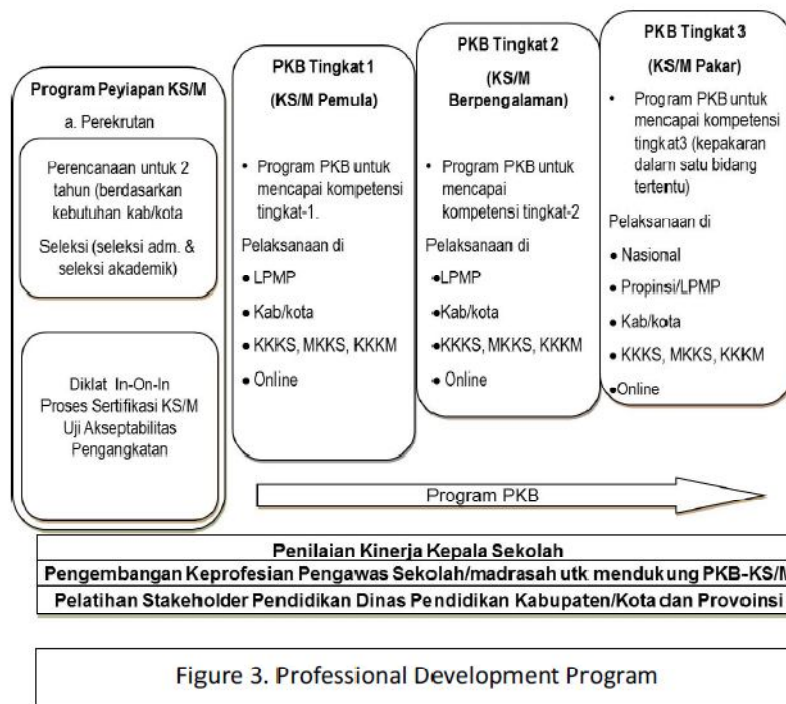 Program Peyiapan KS/M
a. Perekrutan
Perencanaan untuk 2
tahun (berdasarkan
kebutuhan kab/kota
Seleksi (seleksi adm. &
seleksi akademik)
Diklat In-On-In
Proses Sertifikasi KS/M
Uji Akseptabilitas
Pengangkatan
PKB Tingkat 1
(KS/M Pemula)
• Program PKB untuk
mencapai kompetensi
tingkat-1.
Pelaksanaan di
• LPMP
• Kab/kota
• KKKS, MKKS, KKKM
• Online
PKB Tingkat 2
(KS/M
Berpengalaman)
• Program PKB untuk
mencapai
kompetensi tingkat-2
Pelaksanaan di
• LPMP
• Kab/kota
• KKKS, MKKS, KKKM
• Online
PKB Tingkat 3
(KS/M Pakar)
• Program PKB untuk
mencapai kompetensi
tingkat3 (kepakaran
dalam satu bidang
tertentu)
Pelaksanaan di
• Nasional
• Propinsi/LPMP
• Kab/kota
• KKKS, MKKS, KKKM
• Online
Program PKB
Penilaian Kinerja Kepala Sekolah
Pengembangan Keprofesian Pengawas Sekolah/madrasah utk mendukung PKB-KS/M
Pelatihan Stakeholder Pendidikan Dinas Pendidikan Kabupaten/Kota dan Provoinsi
Figure 3. Professional Development Program